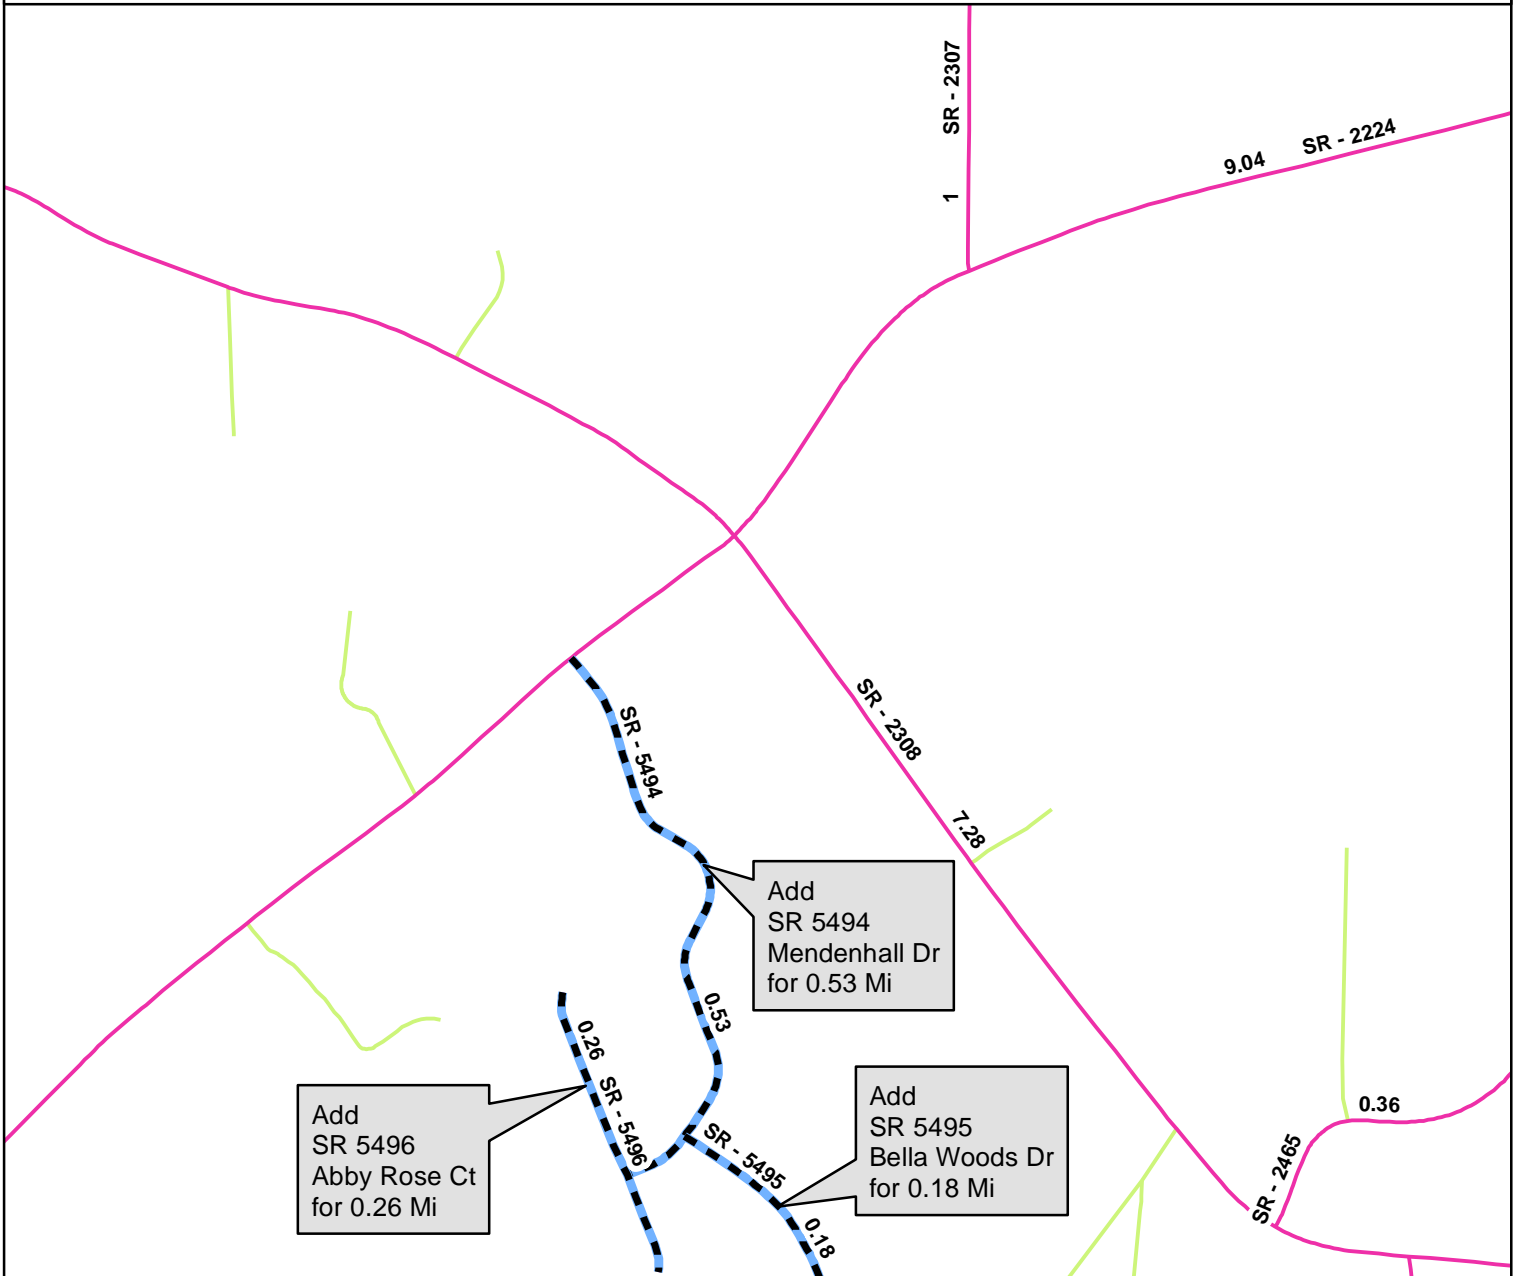 SR - 2307
1
9.04
SR - 2224
SR - 5494
SR - 2308
7.28
Add
SR 5494
Mendenhall Dr
for 0.53 Mi
0.53
0.26
SR - 5496
Add
SR 5496
Abby Rose Ct
for 0.26 Mi
SR - 5495
Add
SR 5495
Bella Woods Dr
for 0.18 Mi
0.18
0.36
SR - 2465